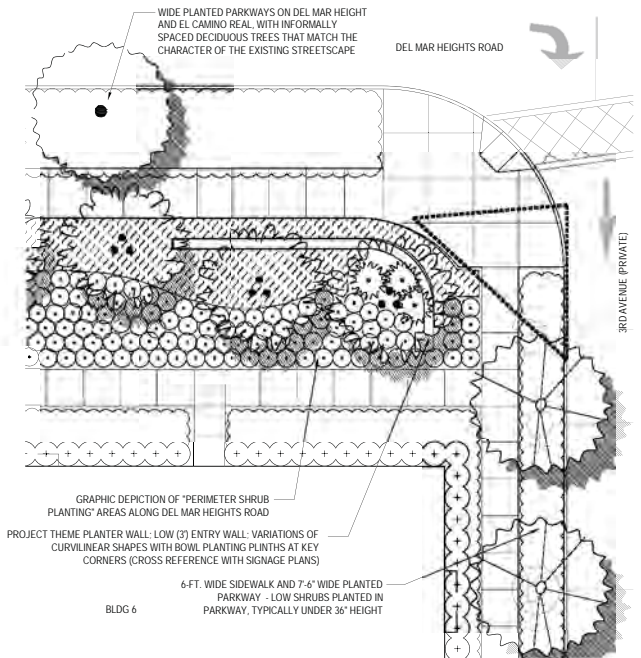 WIDE PLANTED PARKWAYS ON DEL MAR HEIGHT
AND EL CAMINO REAL, WITH INFORMALLY
SPACED DECIDUOUS TREES THAT MATCH THE
CHARACTER OF THE EXISTING STREETSCAPE
DEL MAR HEIGHTS ROAD
3RD AVENUE (PRIVATE)
GRAPHIC DEPICTION OF "PERIMETER SHRUB
PLANTING" AREAS ALONG DEL MAR HEIGHTS ROAD
PROJECT THEME PLANTER WALL: LOW (3') ENTRY WALL; VARIATIONS OF
CURVILINEAR SHAPES WITH BOWL PLANTING PLINTHS AT KEY
CORNERS (CROSS REFERENCE WITH SIGNAGE PLANS)
6-FT. WIDE SIDEWALK AND 7'-6" WIDE PLANTED
PARKWAY - LOW SHRUBS PLANTED IN
PARKWAY, TYPICALLY UNDER 36" HEIGHT
BLDG 6